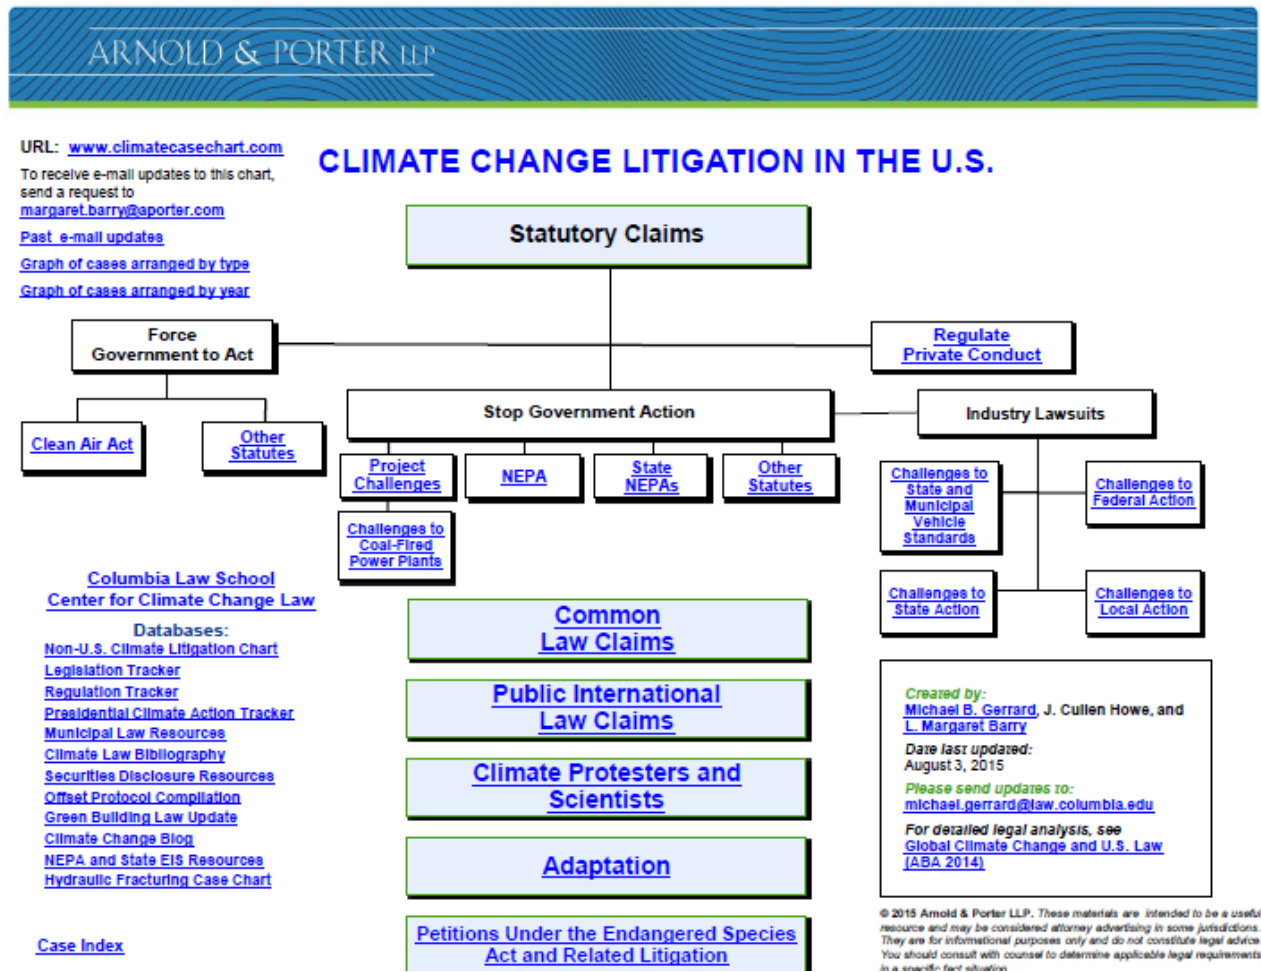 ARNOLD & PORTER LLP
URL: www.climatecasechart.com
To receive e-mail updates to this chart,
send a request to
margaret.barry@aporter.com
Past e-mail updates
Graph of cases arranged by type
Graph of cases arranged by year
CLIMATE CHANGE LITIGATION IN THE U.S.
Statutory Claims
Force
Government to Act
Regulate
Private Conduct
Stop Government Action
Industry Lawsuits
Clean Air Act
Other
Statutes
Project
Challenges
NEPA
State
NEPAs
Other
Statutes
Challenges to
Coal-Fired
Power Plants
Challenges to
State and
Municipal
Vehicle
Standards
Challenges to
Federal Action
Challenges to
State Action
Challenges to
Local Action
Columbia Law School
Center for Climate Change Law
Databases:
Non-U.S. Climate Litigation Chart
Legislation Tracker
Regulation Tracker
Presidential Climate Action Tracker
Municipal Law Resources
Climate Law Bibliography
Securities Disclosure Resources
Offset Protocol Compilation
Green Building Law Update
Climate Change Blog
NEPA and State EIS Resources
Hydraulic Fracturing Case Chart
Case Index
Common
Law Claims
Public International
Law Claims
Climate Protesters and
Scientists
Adaptation
Petitions Under the Endangered Species
Act and Related Litigation
Created by:
Michael B. Gerrard, J. Cullen Howe, and
L. Margaret Barry
Date last updated:
August 3, 2015
Please send updates to:
michael.gerrard@law.columbia.edu
For detailed legal analysis, see
Global Climate Change and U.S. Law
(ABA 2014)
© 2015 Arnold & Porter LLP. These materials are intended to be a useful
resource and may be considered attorney advertising in some jurisdictions.
They are for informational purposes only and do not constitute legal advice.
You should consult with counsel to determine applicable legal requirements
in a specific fact situation.